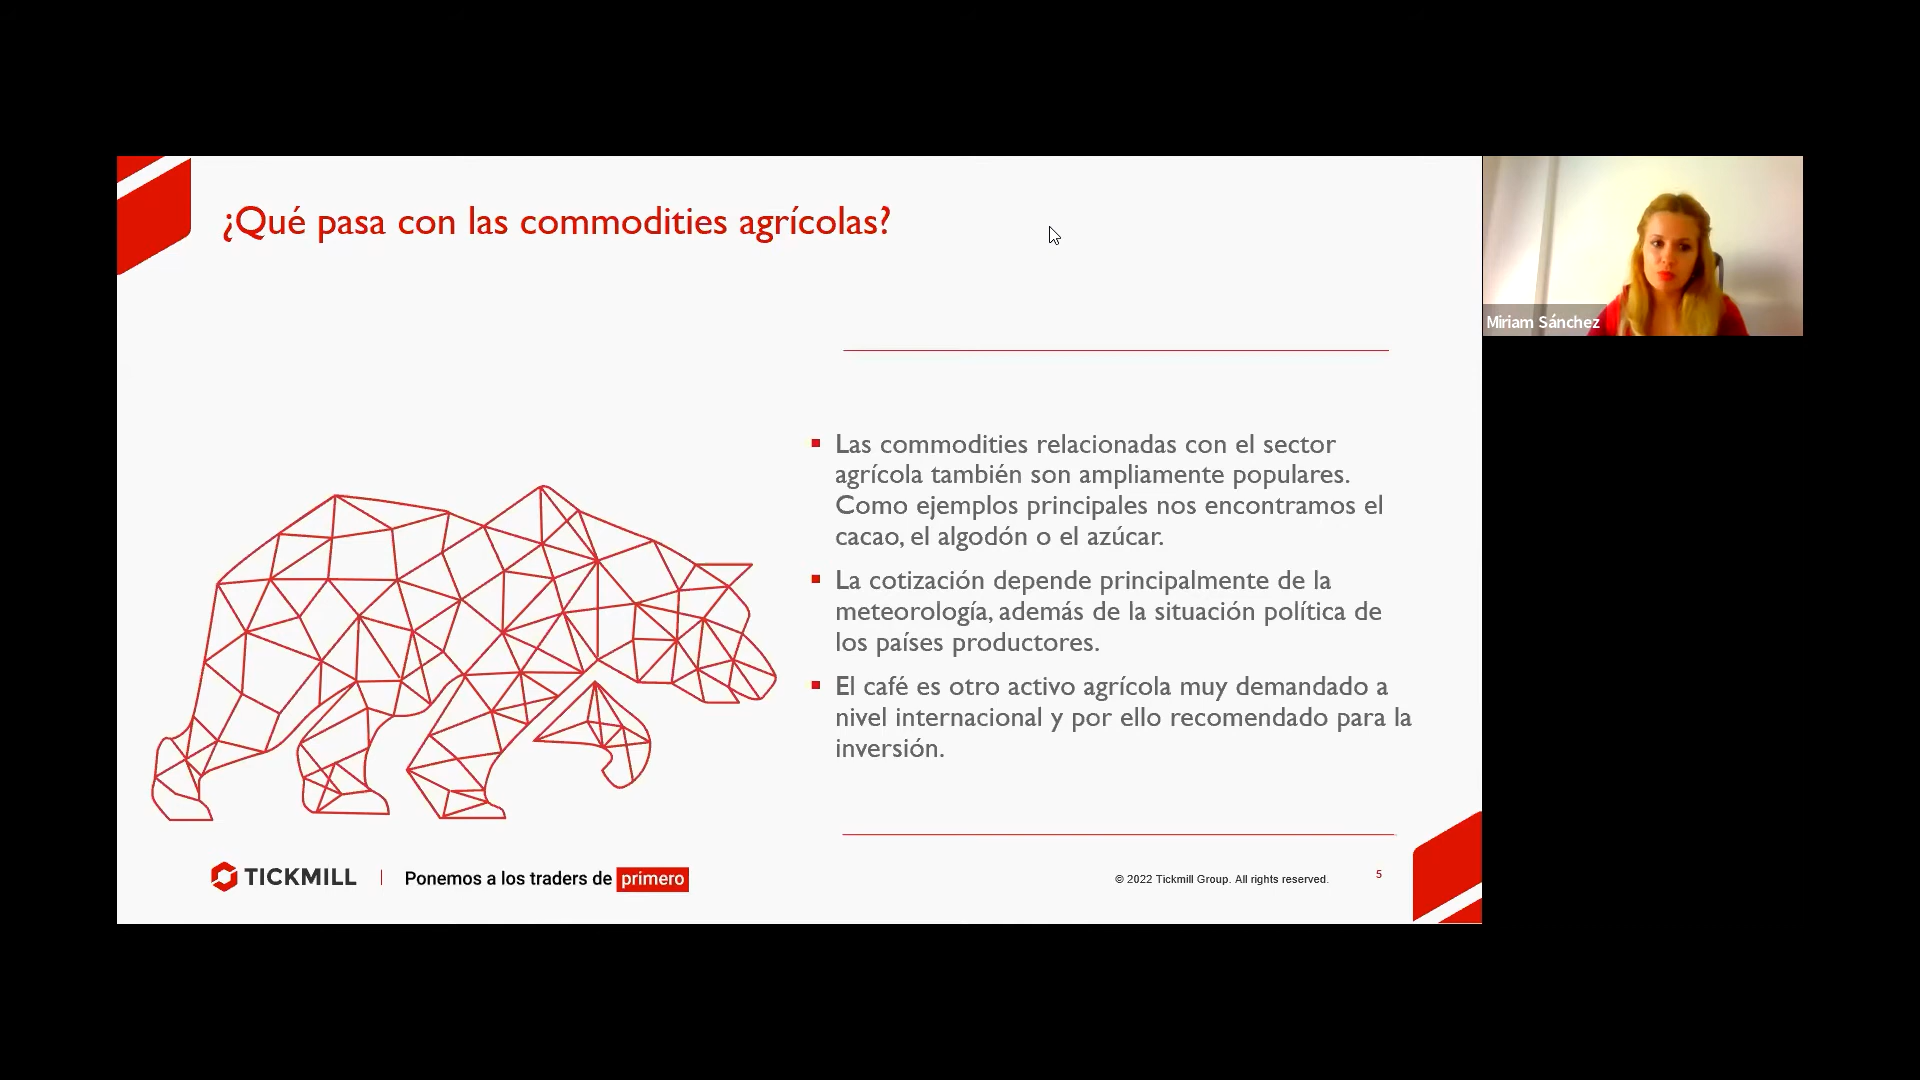 ¿Qué pasa con las commodities agrícolas?
Miriam Sánchez
Las commodities relacionadas con el sector
agrícola también son ampliamente populares.
Como ejemplos principales nos encontramos el
cacao, el algodón o el azúcar.
La cotización depende principalmente de la
meteorología, además de la situación política de
los países productores.
El café es otro activo agrícola muy demandado a
nivel internacional y por ello recomendado para la
inversión.
TICKMILL | Ponemos a los traders de primero
© 2022 Tickmill Group. All rights reserved.
5